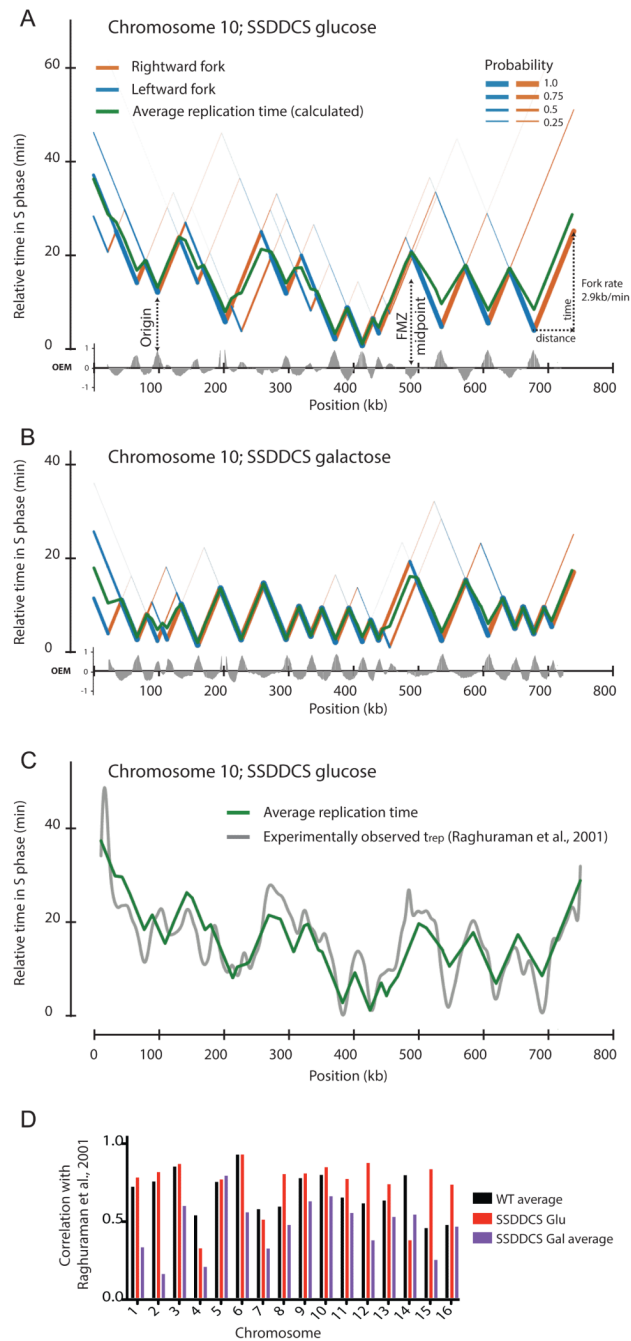 A
Chromosome 10; SSDDCS glucose
60
40
20
0
Relative time in S phase (min)
Rightward fork
Leftward fork
Average replication time (calculated)
Probability
1.0
0.75
0.5
0.25
Origin
FMZ
midpoint
time
distance
Fork rate
2.9kb/min
OEM
1
0
-1
0 100 200 300 400 500 600 700 800
Position (kb)
B
Chromosome 10; SSDDCS galactose
40
20
0
Relative time in S phase (min)
OEM
1
0
-1
0 100 200 300 400 500 600 700 800
Position (kb)
C
Chromosome 10; SSDDCS glucose
40
20
0
Relative time in S phase (min)
Average replication time
Experimentally observed trep (Raghuraman et al., 2001)
0 100 200 300 400 500 600 700 800
Position (kb)
D
1.0
0.5
0.0
Correlation with
Raghuraman et al., 2001
WT average
SSDDCS Glu
SSDDCS Gal average
1 2 3 4 5 6 7 8 9 10 11 12 13 14 15 16
Chromosome